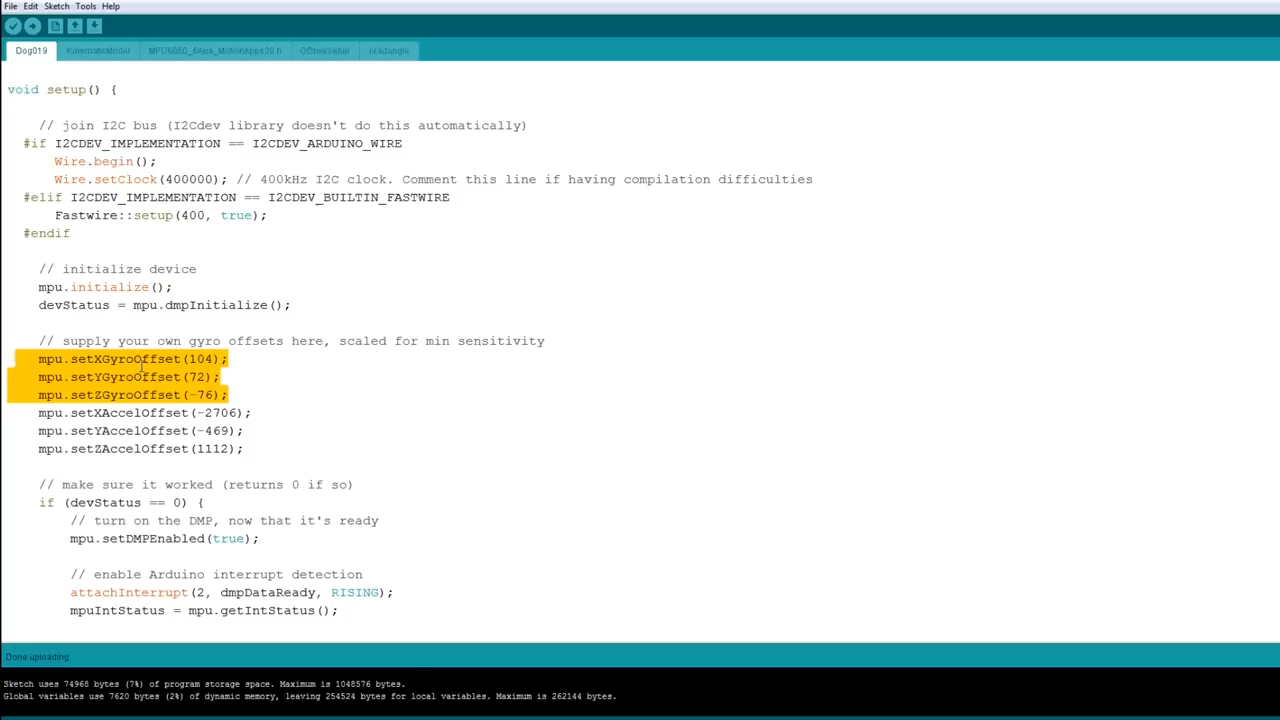 File Edit Sketch Tools Help
Dog019 KinematicModel MPU6050_6Axis_MotionApps20.h ODriveSetup readangle
void setup() {
// join I2C bus (I2Cdev library doesn't do this automatically)
#if I2CDEV_IMPLEMENTATION == I2CDEV_ARDUINO_WIRE
Wire.begin();
Wire.setClock(400000); // 400kHz I2C clock. Comment this line if having compilation difficulties
#elif I2CDEV_IMPLEMENTATION == I2CDEV_BUILTIN_FASTWIRE
Fastwire::setup(400, true);
#endif
// initialize device
mpu.initialize();
devStatus = mpu.dmpInitialize();
// supply your own gyro offsets here, scaled for min sensitivity
mpu.setXGyroOffset(104);
mpu.setYGyroOffset(72);
mpu.setZGyroOffset(-76);
mpu.setXAccelOffset(-2706);
mpu.setYAccelOffset(-469);
mpu.setZAccelOffset(1112);
// make sure it worked (returns 0 if so)
if (devStatus == 0) {
// turn on the DMP, now that it's ready
mpu.setDMPEnabled(true);
// enable Arduino interrupt detection
attachInterrupt(2, dmpDataReady, RISING);
mpuIntStatus = mpu.getIntStatus();
Done uploading
Sketch uses 74968 bytes (7%) of program storage space. Maximum is 1048576 bytes.
Global variables use 7620 bytes (2%) of dynamic memory, leaving 254524 bytes for local variables. Maximum is 262144 bytes.